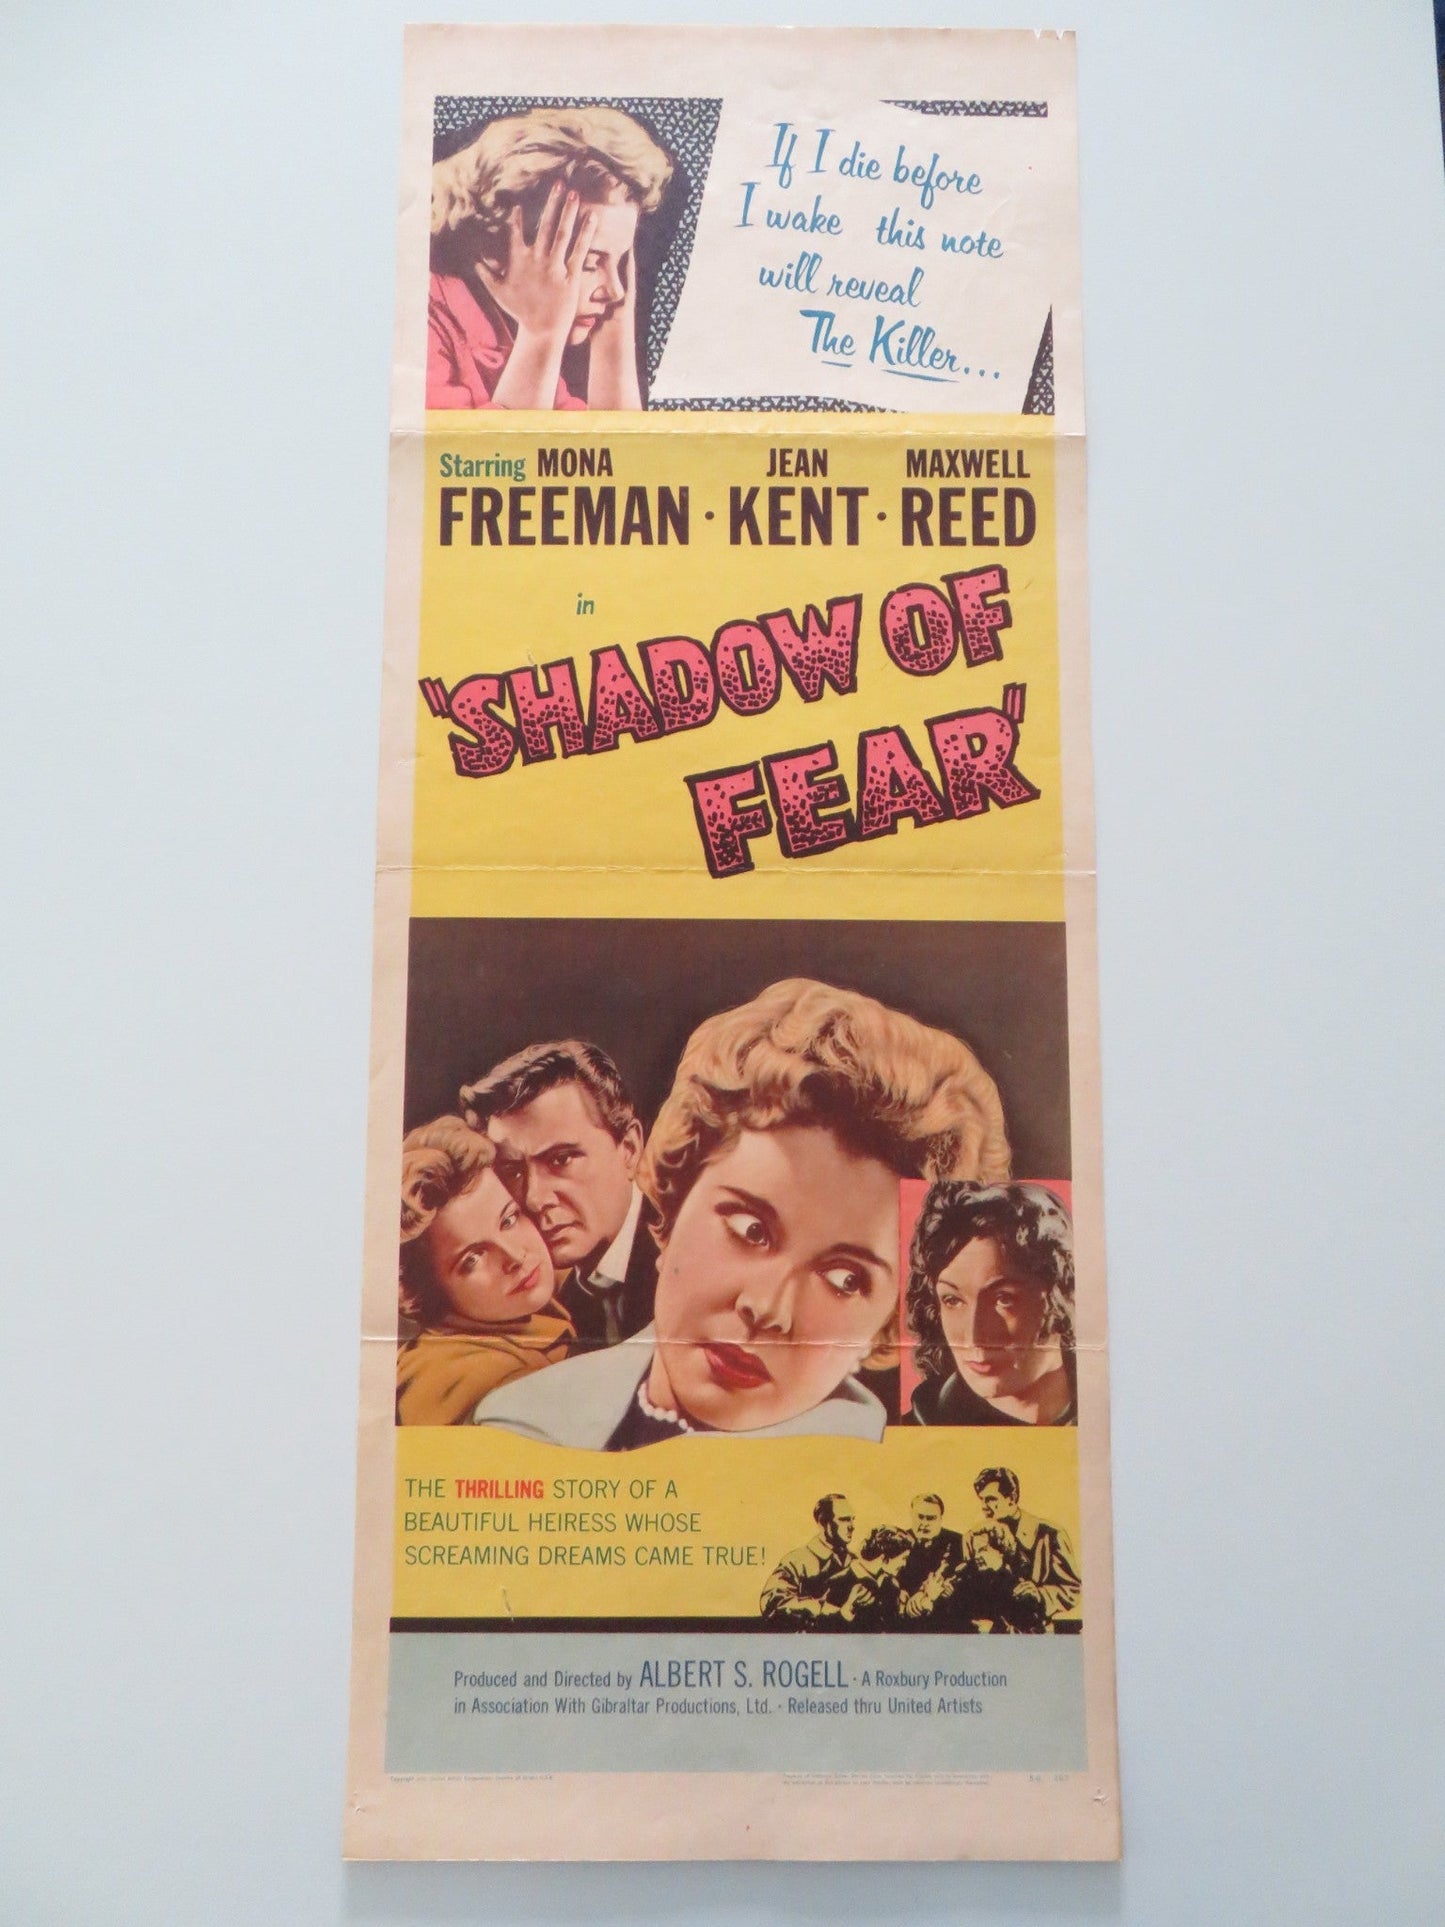 If I die before
I wake this note
will reveal
The Killer...
Starring MONA FREEMAN · JEAN KENT · MAXWELL REED
in
"SHADOW OF
FEAR"
THE THRILLING STORY OF A
BEAUTIFUL HEIRESS WHOSE
SCREAMING DREAMS CAME TRUE!
Produced and Directed by ALBERT S. ROGELL · A Roxbury Production
in Association With Gibraltar Productions, Ltd. · Released thru United Artists